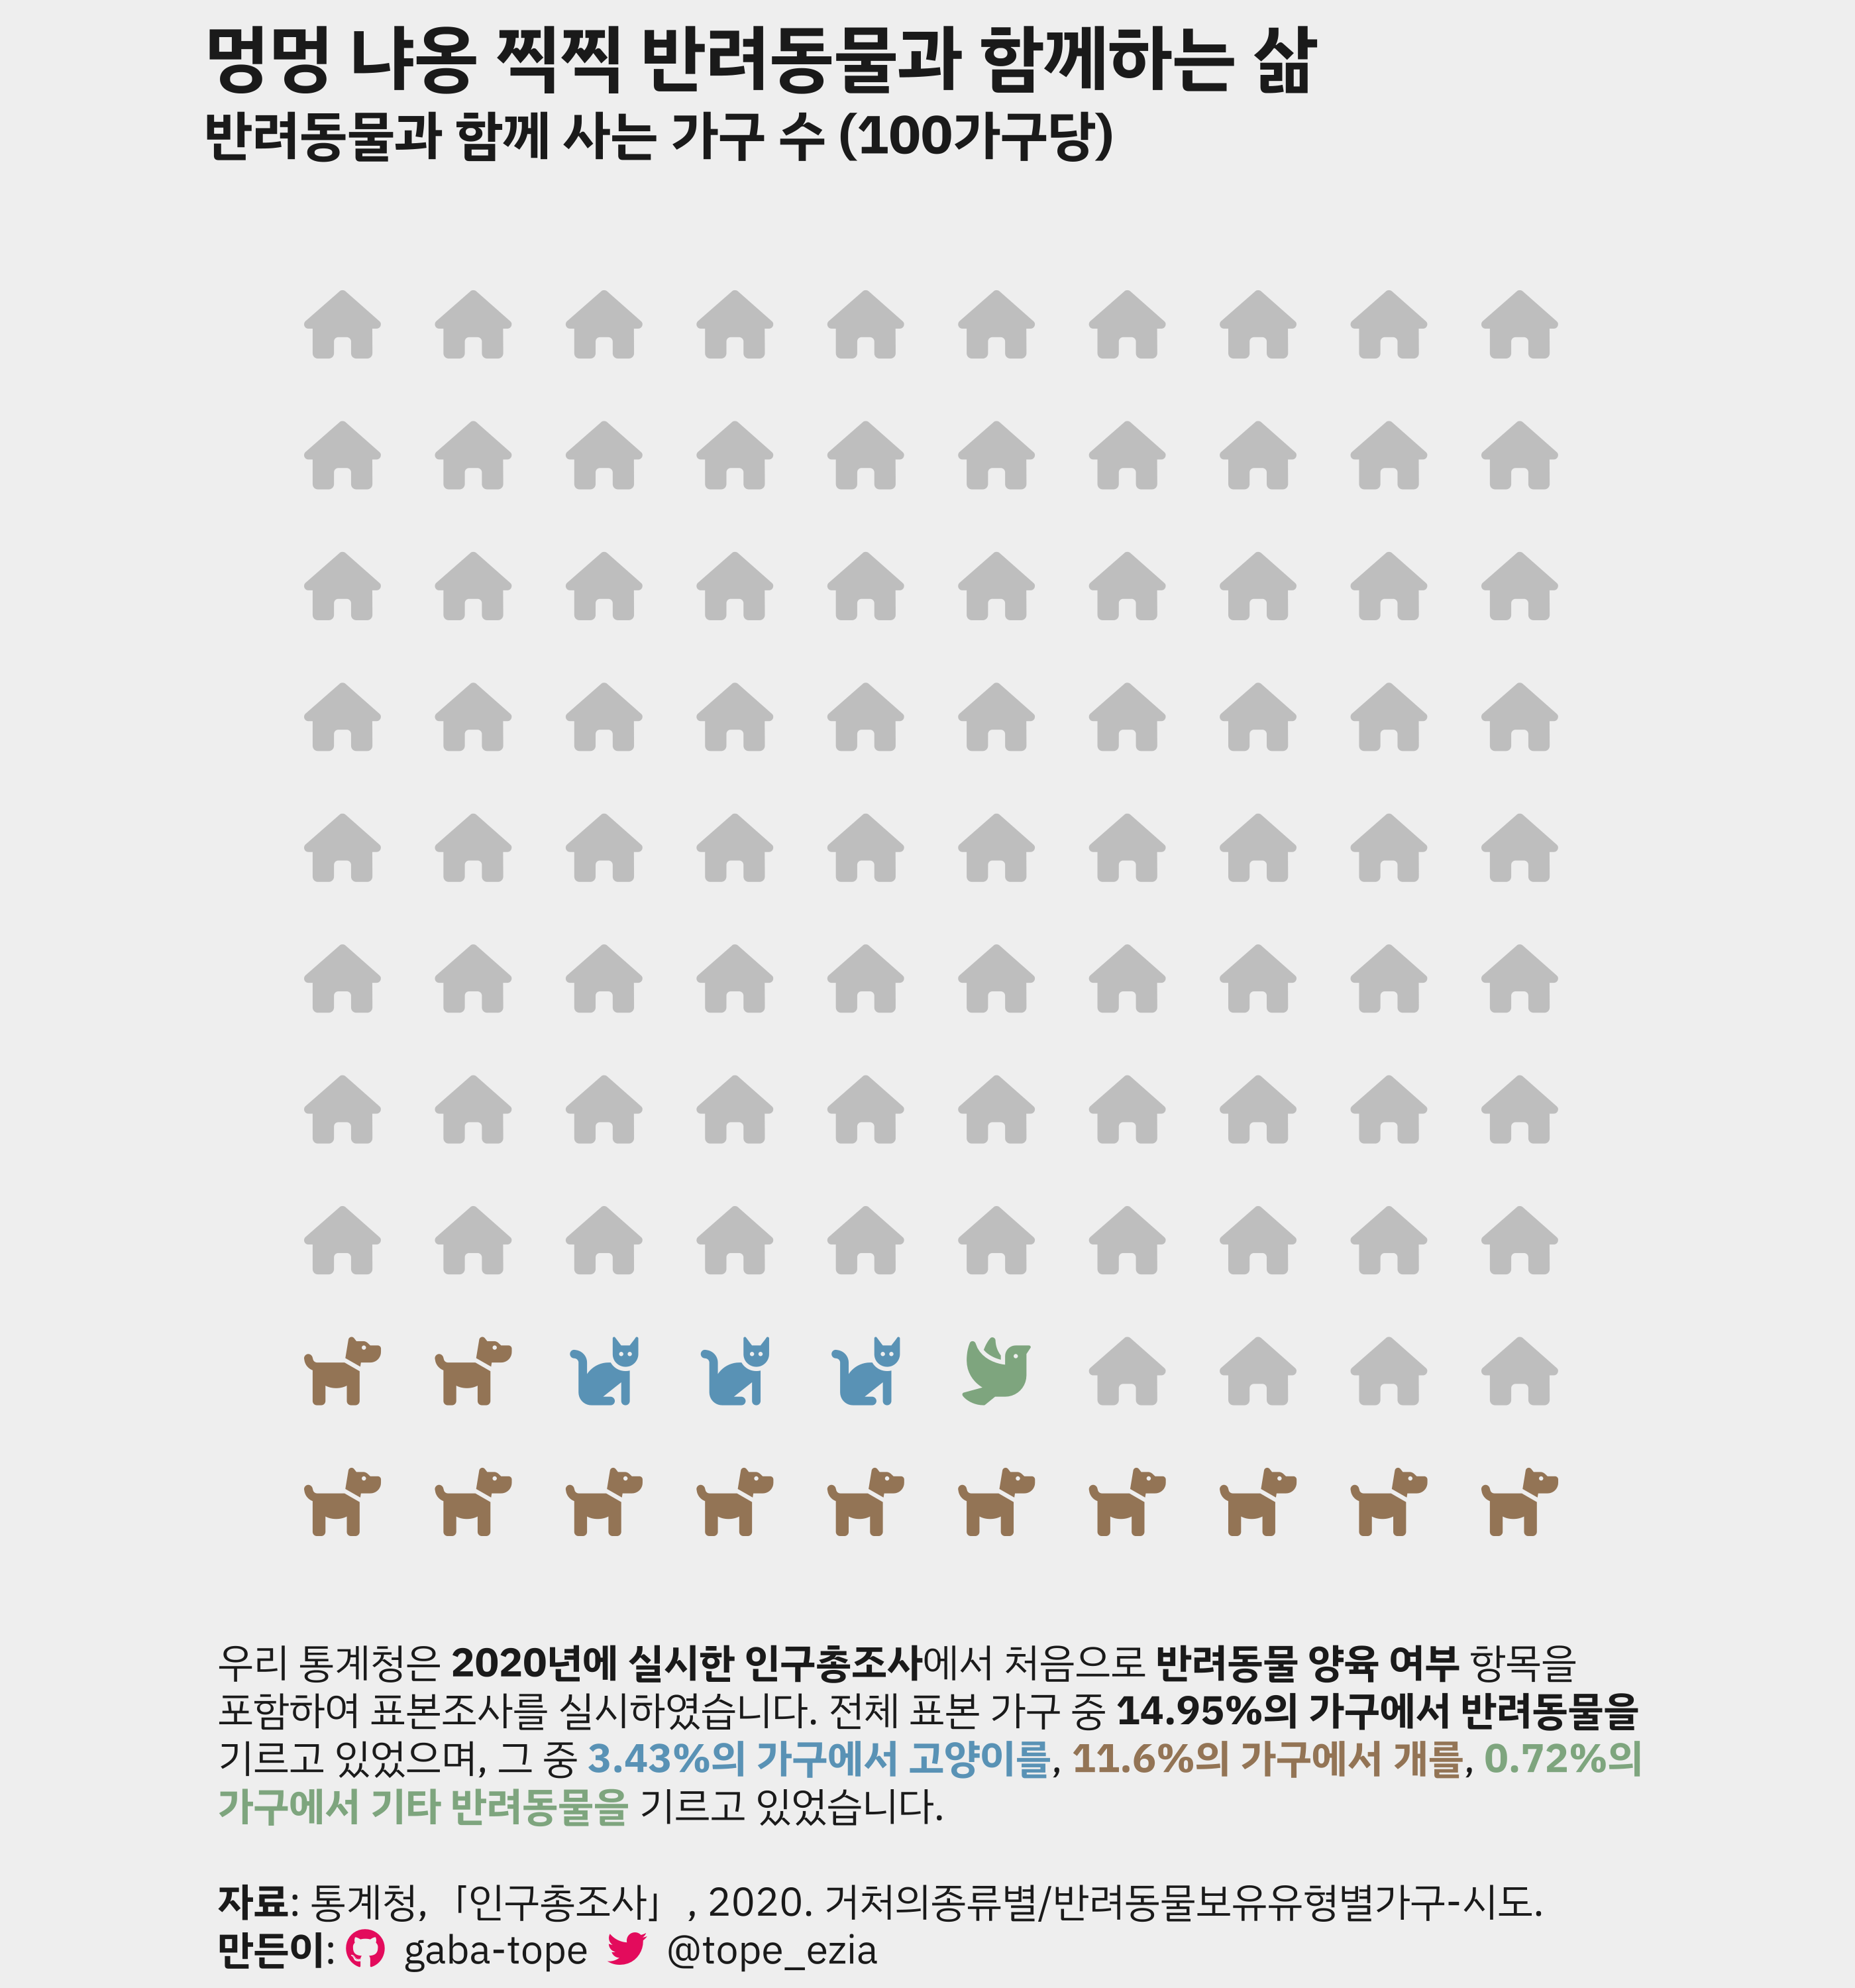 멍멍 나옹 찍찍 반려동물과 함께하는 삶
반려동물과 함께 사는 가구 수 (100가구당)
우리 통계청은 2020년에 실시한 인구총조사에서 처음으로 반려동물 양육 여부 항목을
포함하여 표본조사를 실시하였습니다. 전체 표본 가구 중 14.95%의 가구에서 반려동물을
기르고 있었으며, 그 중 3.43%의 가구에서 고양이를, 11.6%의 가구에서 개를, 0.72%의
가구에서 기타 반려동물을 기르고 있었습니다.
자료: 통계청, 「인구총조사」, 2020. 거처의종류별/반려동물보유유형별가구-시도.
만든이: gaba-tope @tope_ezia